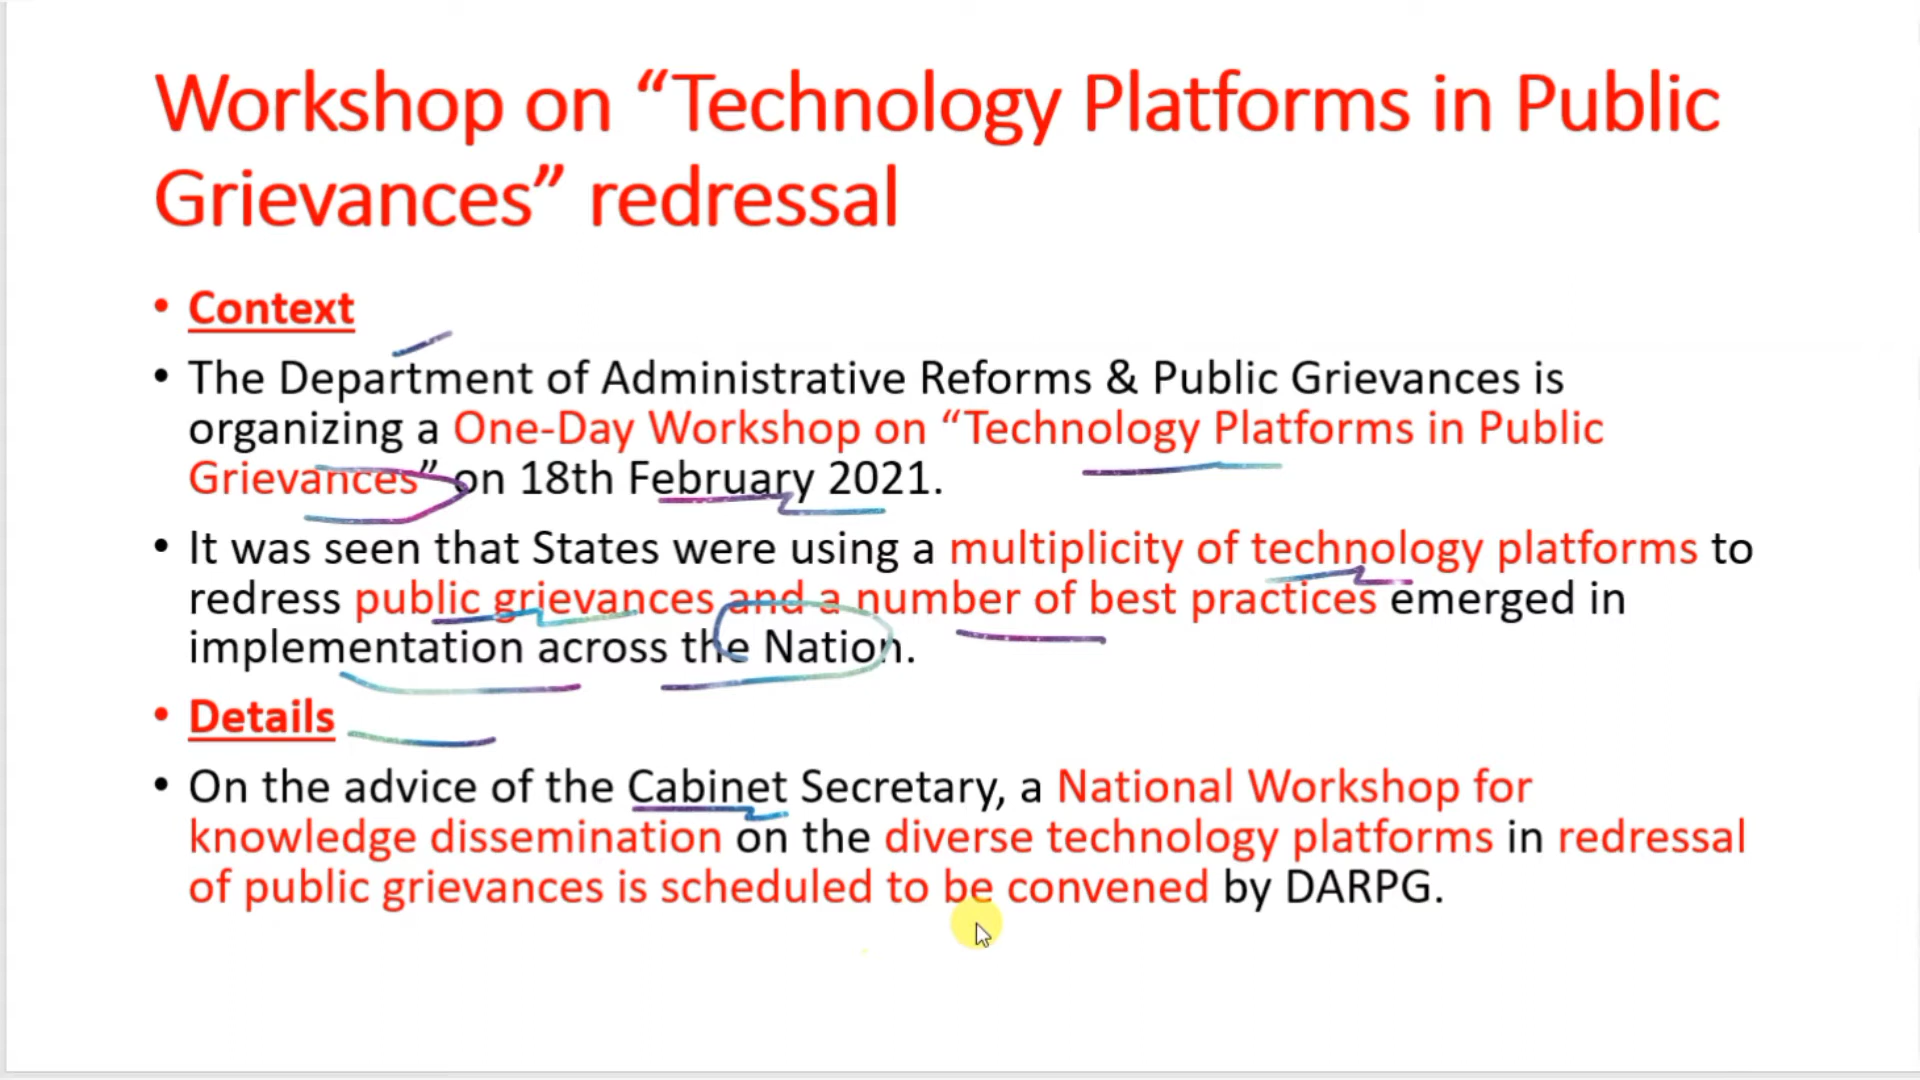 Workshop on “Technology Platforms in Public
Grievances” redressal
• Context
• The Department of Administrative Reforms & Public Grievances is
organizing a One-Day Workshop on “Technology Platforms in Public
Grievances” on 18th February 2021.
• It was seen that States were using a multiplicity of technology platforms to
redress public grievances and a number of best practices emerged in
implementation across the Nation.
• Details
• On the advice of the Cabinet Secretary, a National Workshop for
knowledge dissemination on the diverse technology platforms in redressal
of public grievances is scheduled to be convened by DARPG.